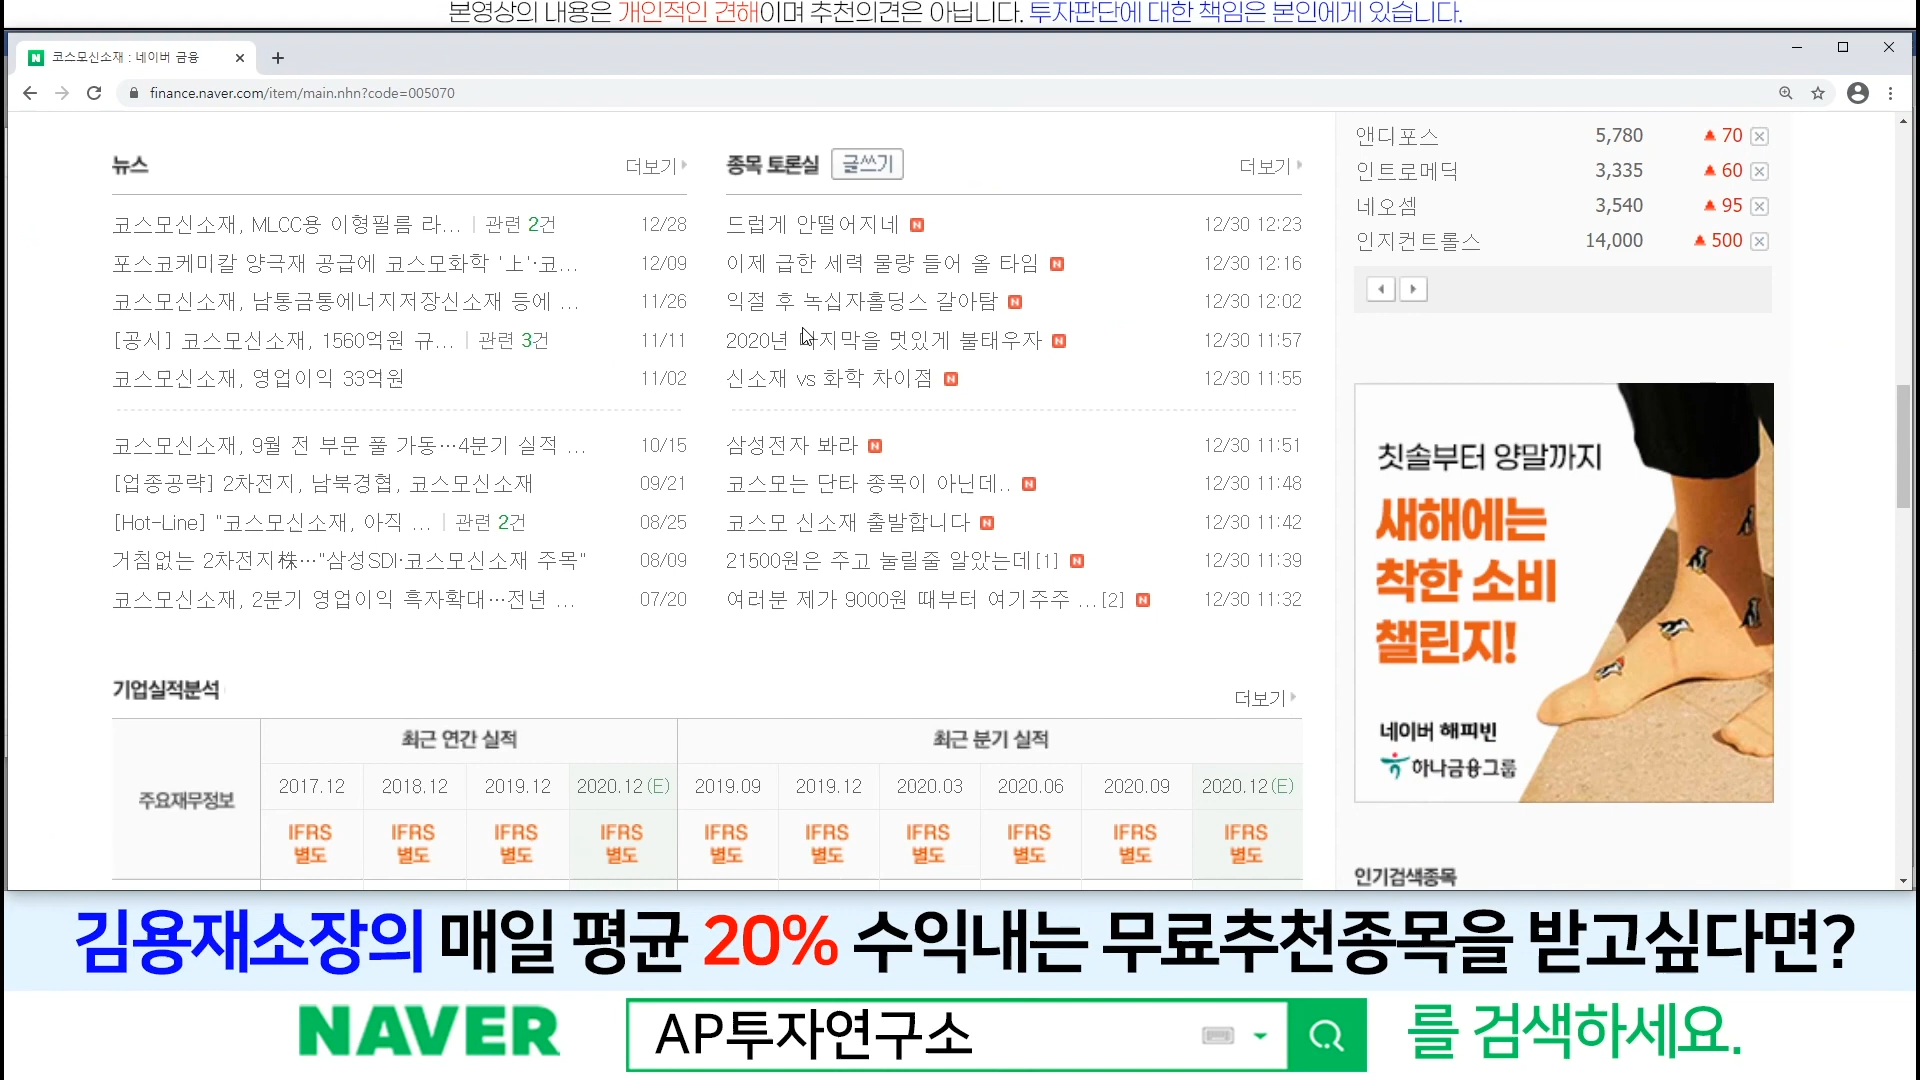 본영상의 내용은 개인적인 견해이며 추천의견은 아닙니다. 투자판단에 대한 책임은 본인에게 있습니다.
코스모신소재 : 네이버 금융
finance.naver.com/item/main.nhn?code=005070
뉴스 더보기
코스모신소재, MLCC용 이형필름 라... 관련 2건 12/28
포스코케미칼 양극재 공급에 코스모화학 '上'·코... 12/09
코스모신소재, 남통금통에너지저장신소재 등에 ... 11/26
[공시] 코스모신소재, 1560억원 규... 관련 3건 11/11
코스모신소재, 영업이익 33억원 11/02
코스모신소재, 9월 전 부문 풀 가동…4분기 실적 ... 10/15
[업종공략] 2차전지, 남북경협, 코스모신소재 09/21
[Hot-Line] "코스모신소재, 아직 ... 관련 2건 08/25
거침없는 2차전지株…"삼성SDI·코스모신소재 주목" 08/09
코스모신소재, 2분기 영업이익 흑자확대…전년 ... 07/20
종목 토론실 글쓰기 더보기
드럽게 안떨어지네 N 12/30 12:23
이제 급한 세력 물량 들어 올 타임 N 12/30 12:16
익절 후 녹십자홀딩스 갈아탐 N 12/30 12:02
2020년 마지막을 멋있게 불태우자 N 12/30 11:57
신소재 vs 화학 차이점 N 12/30 11:55
삼성전자 봐라 N 12/30 11:51
코스모는 단타 종목이 아닌데.. N 12/30 11:48
코스모 신소재 출발합니다 N 12/30 11:42
21500원은 주고 눌릴줄 알았는데[1] N 12/30 11:39
여러분 제가 9000원 때부터 여기주주 ...[2] N 12/30 11:32
기업실적분석 더보기
주요재무정보 최근 연간 실적 최근 분기 실적
2017.12 2018.12 2019.12 2020.12(E) 2019.09 2019.12 2020.03 2020.06 2020.09 2020.12(E)
IFRS IFRS IFRS IFRS IFRS IFRS IFRS IFRS IFRS IFRS
별도 별도 별도 별도 별도 별도 별도 별도 별도 별도
앤디포스 5,780 ▲ 70
인트로메딕 3,335 ▲ 60
네오셈 3,540 ▲ 95
인지컨트롤스 14,000 ▲ 500
칫솔부터 양말까지
새해에는
착한 소비
챌린지!
네이버 해피빈
하나금융그룹
인기검색종목
김용재소장의 매일 평균 20% 수익내는 무료추천종목을 받고싶다면?
NAVER AP투자연구소 를 검색하세요.